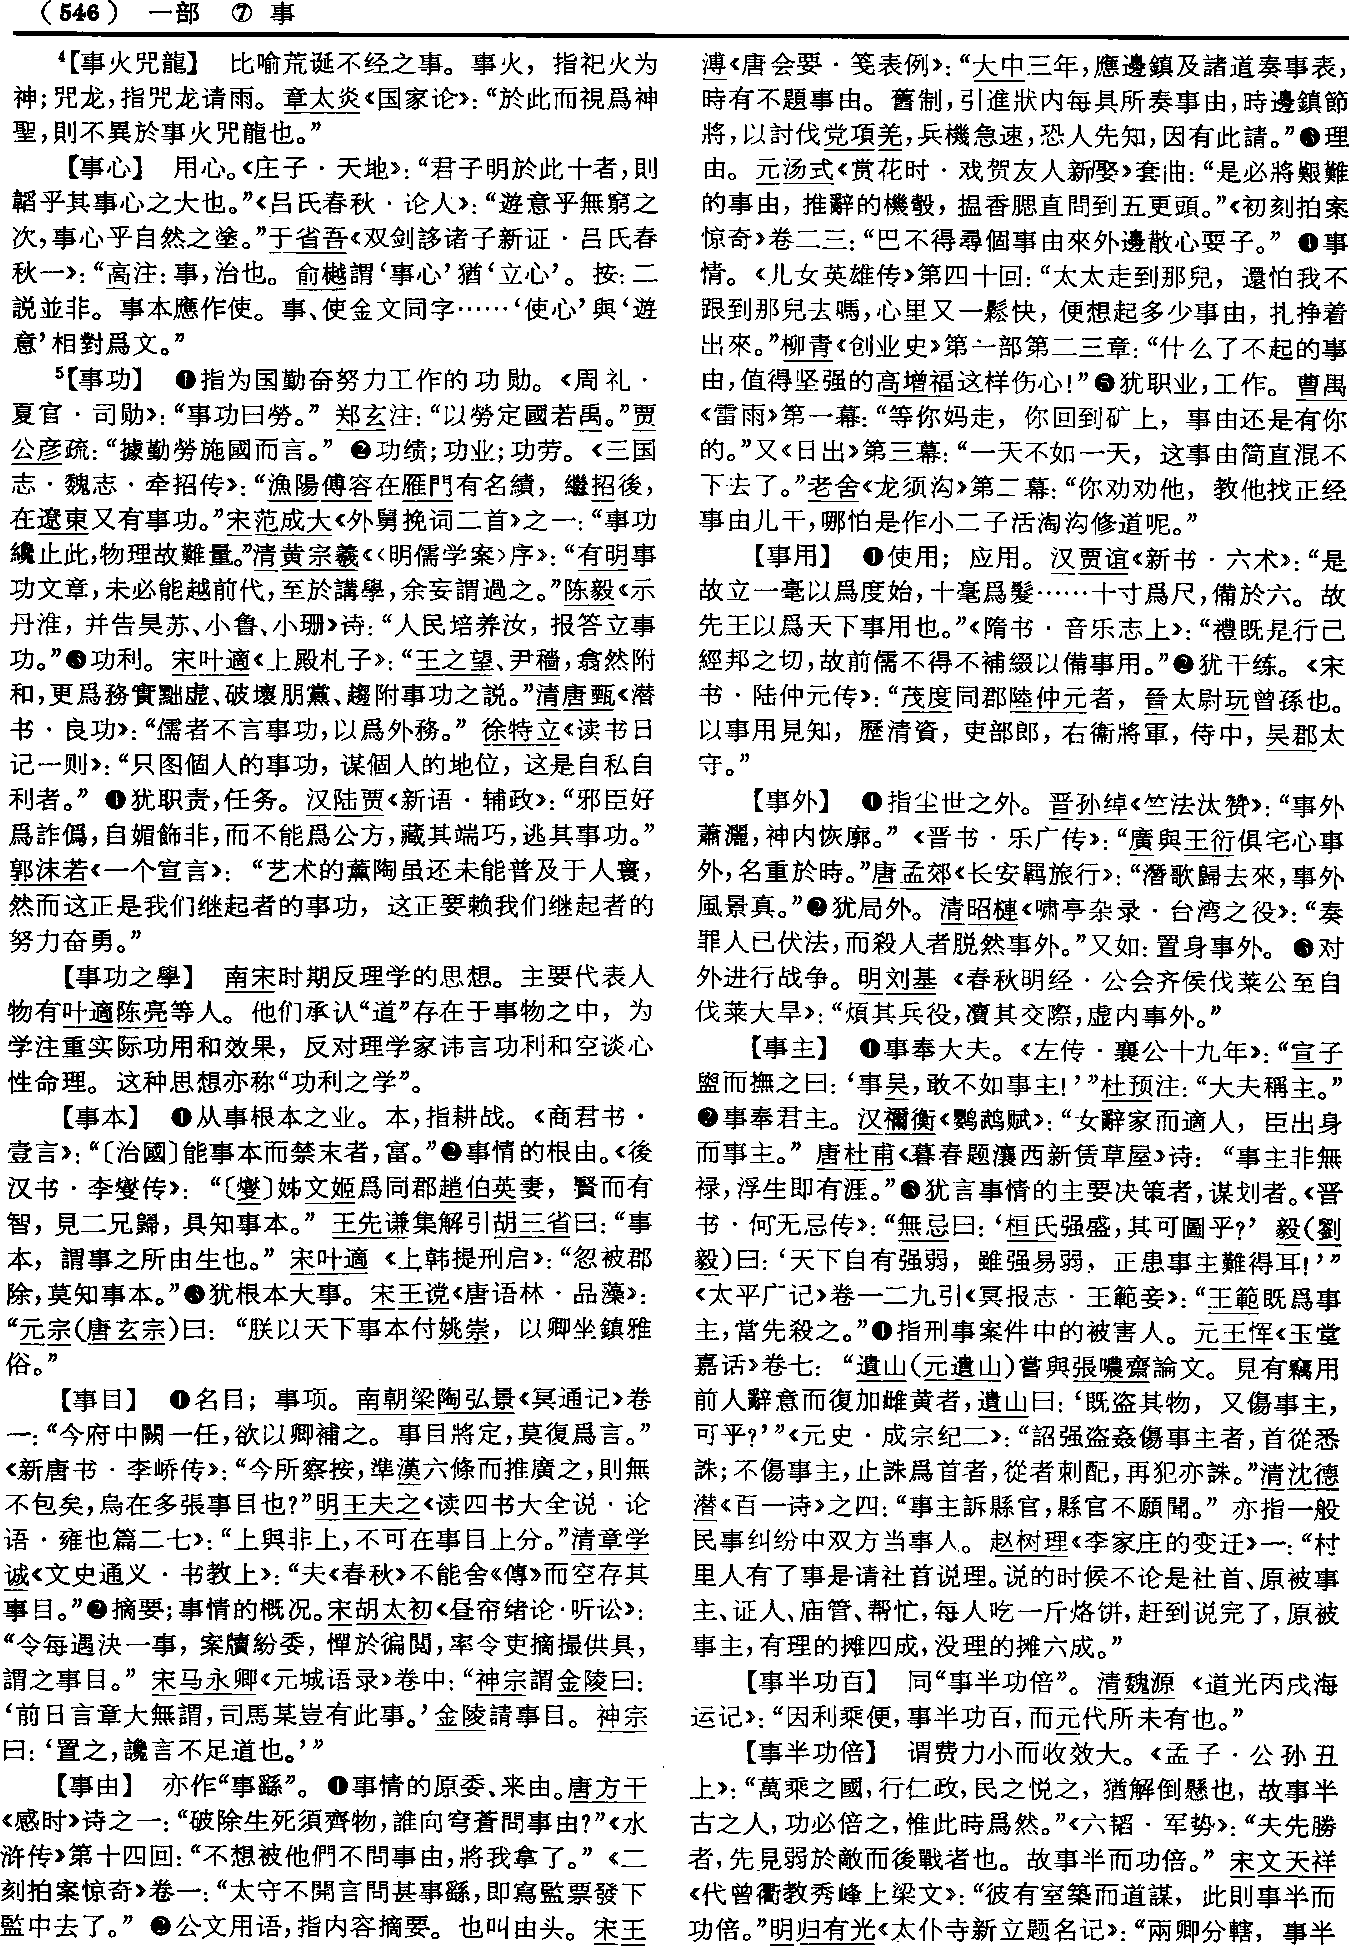 （546） 一部 ⑦ 事
⁴【事火咒龍】 比喻荒诞不经之事。事火，指祀火为
神；咒龙，指咒龙请雨。章太炎《国家论》：“於此而視爲神
聖，則不異於事火咒龍也。”
【事心】 用心。《庄子·天地》：“君子明於此十者，則
韜乎其事心之大也。”《吕氏春秋·论人》：“遊意乎無窮之
次，事心乎自然之塗。”于省吾《双剑誃诸子新证·吕氏春
秋一》：“高注：事，治也。俞樾謂‘事心’猶‘立心’。按：二
説並非。事本應作使。事、使金文同字……‘使心’與‘遊
意’相對爲文。”
⁵【事功】 ❶指为国勤奋努力工作的功勋。《周礼·
夏官·司勋》：“事功曰勞。”郑玄注：“以勞定國若禹。”贾
公彦疏：“據勤勞施國而言。” ❷功绩；功业；功劳。《三国
志·魏志·牵招传》：“漁陽傅容在雁門有名績，繼招後，
在遼東又有事功。”宋范成大《外舅挽词二首》之一：“事功
纔止此，物理故難量。”清黄宗羲《〈明儒学案〉序》：“有明事
功文章，未必能越前代，至於講學，余妄謂過之。”陈毅《示
丹淮，并告昊苏、小鲁、小珊》诗：“人民培养汝，报答立事
功。”❸功利。宋叶適《上殿札子》：“王之望、尹穡，翕然附
和，更爲務實黜虚、破壞朋黨、趨附事功之説。”清唐甄《潜
书·良功》：“儒者不言事功，以爲外務。” 徐特立《读书日
记一则》：“只图個人的事功，谋個人的地位，这是自私自
利者。” ❹犹职责，任务。汉陆贾《新语·辅政》：“邪臣好
爲詐僞，自媚飾非，而不能爲公方，藏其端巧，逃其事功。”
郭沫若《一个宣言》：“艺术的薰陶虽还未能普及于人寰，
然而这正是我们继起者的事功，这正要赖我们继起者的
努力奋勇。”
【事功之學】 南宋时期反理学的思想。主要代表人
物有叶適陈亮等人。他们承认“道”存在于事物之中，为
学注重实际功用和效果，反对理学家讳言功利和空谈心
性命理。这种思想亦称“功利之学”。
【事本】 ❶从事根本之业。本，指耕战。《商君书·
壹言》：“〔治國〕能事本而禁末者，富。”❷事情的根由。《後
汉书·李燮传》：“〔燮〕姊文姬爲同郡趙伯英妻，賢而有
智，見二兄歸，具知事本。” 王先谦集解引胡三省曰：“事
本，謂事之所由生也。” 宋叶適《上韩提刑启》：“忽被郡
除，莫知事本。”❸犹根本大事。宋王谠《唐语林·品藻》：
“元宗（唐玄宗）曰：“朕以天下事本付姚崇，以卿坐鎮雅
俗。”
【事目】 ❶名目；事项。南朝梁陶弘景《冥通记》卷
一：“今府中闕一任，欲以卿補之。事目將定，莫復爲言。”
《新唐书·李峤传》：“今所察按，準漢六條而推廣之，則無
不包矣，烏在多張事目也？”明王夫之《读四书大全说·论
语·雍也篇二七》：“上與非上，不可在事目上分。”清章学
诚《文史通义·书教上》：“夫《春秋》不能舍《傳》而空存其
事目。”❷摘要；事情的概况。宋胡太初《昼帘绪论·听讼》：
“令每遇決一事，案牘紛委，憚於徧閲，率令吏摘撮供具，
謂之事目。” 宋马永卿《元城语录》卷中：“神宗謂金陵曰：
‘前日言章大無謂，司馬某豈有此事。’金陵請事目。神宗
曰：‘置之，讒言不足道也。’”
【事由】 亦作“事繇”。❶事情的原委、来由。唐方干
《感时》诗之一：“破除生死須齊物，誰向穹蒼問事由？”《水
浒传》第十四回：“不想被他們不問事由，將我拿了。” 《二
刻拍案惊奇》卷一：“太守不開言問甚事繇，即寫監票發下
監中去了。” ❷公文用语，指内容摘要。也叫由头。宋王
溥《唐会要·笺表例》：“大中三年，應邊鎮及諸道奏事表，
時有不題事由。舊制，引進狀内每具所奏事由，時邊鎮節
將，以討伐党項羌，兵機急速，恐人先知，因有此請。”❸理
由。元汤式《赏花时·戏贺友人新娶》套曲：“是必將艱難
的事由，推辭的機彀，揾香腮直問到五更頭。”《初刻拍案
惊奇》卷二三：“巴不得尋個事由來外邊散心耍子。” ❹事
情。《儿女英雄传》第四十回：“太太走到那兒，還怕我不
跟到那兒去嗎，心里又一鬆快，便想起多少事由，扎挣着
出來。”柳青《创业史》第一部第二三章：“什么了不起的事
由，值得坚强的高增福这样伤心！”❺犹职业，工作。曹禺
《雷雨》第一幕：“等你妈走，你回到矿上，事由还是有你
的。”又《日出》第三幕：“一天不如一天，这事由简直混不
下去了。”老舍《龙须沟》第二幕：“你劝劝他，教他找正经
事由儿干，哪怕是作小二子活淘沟修道呢。”
【事用】 ❶使用；应用。汉贾谊《新书·六术》：“是
故立一毫以爲度始，十毫爲髮……十寸爲尺，備於六。故
先王以爲天下事用也。”《隋书·音乐志上》：“禮既是行己
經邦之切，故前儒不得不補綴以備事用。”❷犹干练。《宋
书·陆仲元传》：“茂度同郡陸仲元者，晉太尉玩曾孫也。
以事用見知，歷清資，吏部郎，右衞將軍，侍中，吴郡太
守。”
【事外】 ❶指尘世之外。晋孙绰《竺法汰赞》：“事外
蕭灑，神内恢廓。” 《晋书·乐广传》：“廣與王衍俱宅心事
外，名重於時。”唐孟郊《长安羁旅行》：“潛歌歸去來，事外
風景真。”❷犹局外。清昭槤《啸亭杂录·台湾之役》：“奏
罪人已伏法，而殺人者脱然事外。”又如：置身事外。 ❸对
外进行战争。明刘基《春秋明经·公会齐侯伐莱公至自
伐莱大旱》：“煩其兵役，瀆其交際，虚内事外。”
【事主】 ❶事奉大夫。《左传·襄公十九年》：“宣子
盥而撫之曰：‘事吴，敢不如事主！’”杜预注：“大夫稱主。”
❷事奉君主。汉禰衡《鹦鹉赋》：“女辭家而適人，臣出身
而事主。” 唐杜甫《暮春题瀼西新赁草屋》诗：“事主非無
禄，浮生即有涯。”❸犹言事情的主要决策者，谋划者。《晋
书·何无忌传》：“無忌曰：‘桓氏强盛，其可圖乎？’ 毅（劉
毅）曰：‘天下自有强弱，雖强易弱，正患事主難得耳！’”
《太平广记》卷一二九引《冥报志·王範妾》：“王範既爲事
主，當先殺之。”❹指刑事案件中的被害人。元王恽《玉堂
嘉话》卷七：“遺山（元遺山）嘗與張噥齋論文。見有竊用
前人辭意而復加雌黄者，遺山曰：‘既盗其物，又傷事主，
可乎？’”《元史·成宗纪二》：“詔强盗姦傷事主者，首從悉
誅；不傷事主，止誅爲首者，從者刺配，再犯亦誅。”清沈德
潜《百一诗》之四：“事主訴縣官，縣官不願聞。” 亦指一般
民事纠纷中双方当事人。赵树理《李家庄的变迁》一：“村
里人有了事是请社首说理。说的时候不论是社首、原被事
主、证人、庙管、帮忙，每人吃一斤烙饼，赶到说完了，原被
事主，有理的摊四成，没理的摊六成。”
【事半功百】 同“事半功倍”。清魏源《道光丙戌海
运记》：“因利乘便，事半功百，而元代所未有也。”
【事半功倍】 谓费力小而收效大。《孟子·公孙丑
上》：“萬乘之國，行仁政，民之悦之，猶解倒懸也，故事半
古之人，功必倍之，惟此時爲然。”《六韬·军势》：“夫先勝
者，先見弱於敵而後戰者也。故事半而功倍。” 宋文天祥
《代曾衢教秀峰上梁文》：“彼有室築而道謀，此則事半而
功倍。”明归有光《太仆寺新立题名记》：“兩卿分轄，事半